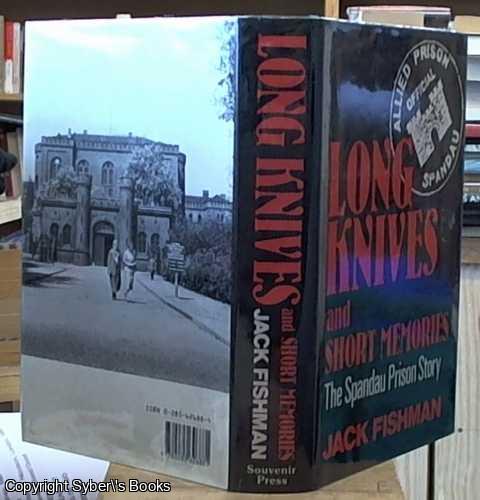 ALLIED PRISON
OFFICIAL
SPANDAU
LONG
KNIVES
and
SHORT MEMORIES
The Spandau Prison Story
JACK FISHMAN
LONG KNIVES and SHORT MEMORIES
JACK FISHMAN
Souvenir
Press
Copyright Syber\'s Books